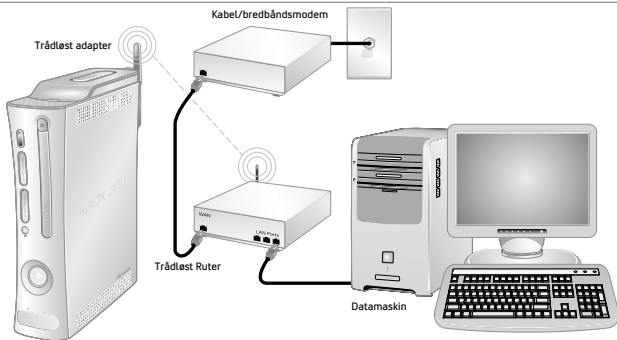 Kabel/bredbåndsmodem
Trådløst adapter
XBOX 360
WAN
LAN Ports
Trådløst Ruter
Datamaskin